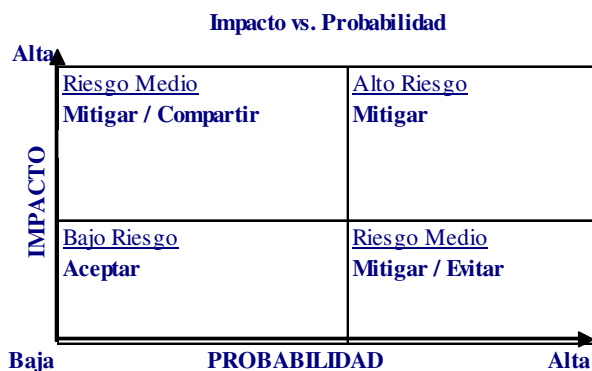 Impacto vs. Probabilidad
Alta
Riesgo Medio
Mitigar / Compartir
Alto Riesgo
Mitigar
IMPACTO
Bajo Riesgo
Aceptar
Riesgo Medio
Mitigar / Evitar
Baja
PROBABILIDAD
Alta